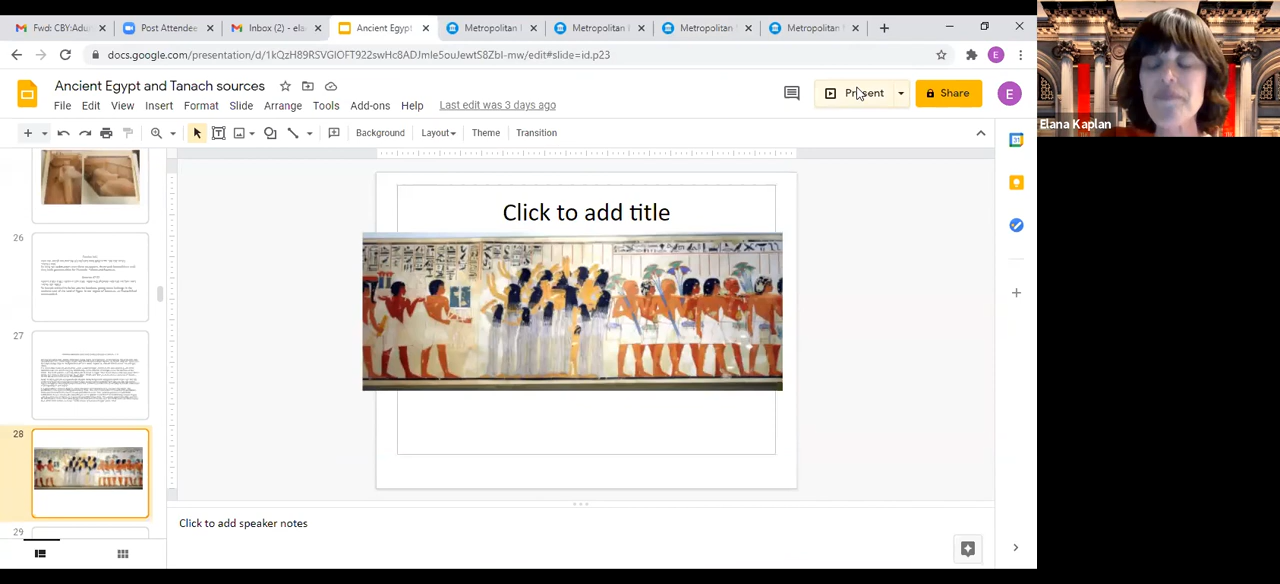 Fwd: CBY:Adu
Post Attendee
Inbox (2) - ela
Ancient Egypt
Metropolitan
Metropolitan
Metropolitan
Metropolitan
docs.google.com/presentation/d/1kQzH89RSVGlOFT922swHc8ADJmle5ouJewtS8ZbI-mw/edit#slide=id.p23
E
Ancient Egypt and Tanach sources
File Edit View Insert Format Slide Arrange Tools Add-ons Help Last edit was 3 days ago
Present
Share
E
Elana Kaplan
Background Layout Theme Transition
31
26
27
28
29
Click to add title
Click to add speaker notes